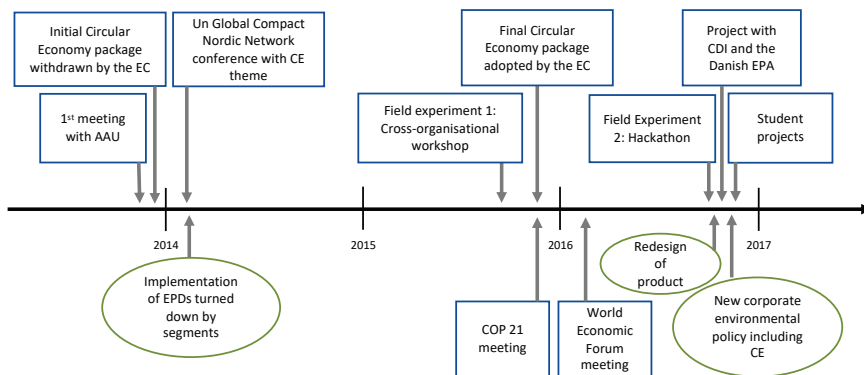 Initial Circular
Economy package
withdrawn by the EC
Un Global Compact
Nordic Network
conference with CE
theme
Final Circular
Economy package
adopted by the EC
Project with
CDI and the
Danish EPA
1st meeting
with AAU
Field experiment 1:
Cross-organisational
workshop
Field Experiment
2: Hackathon
Student
projects
2014
2015
2016
2017
Implementation
of EPDs turned
down by
segments
COP 21
meeting
World
Economic
Forum
meeting
Redesign
of
product
New corporate
environmental
policy including
CE